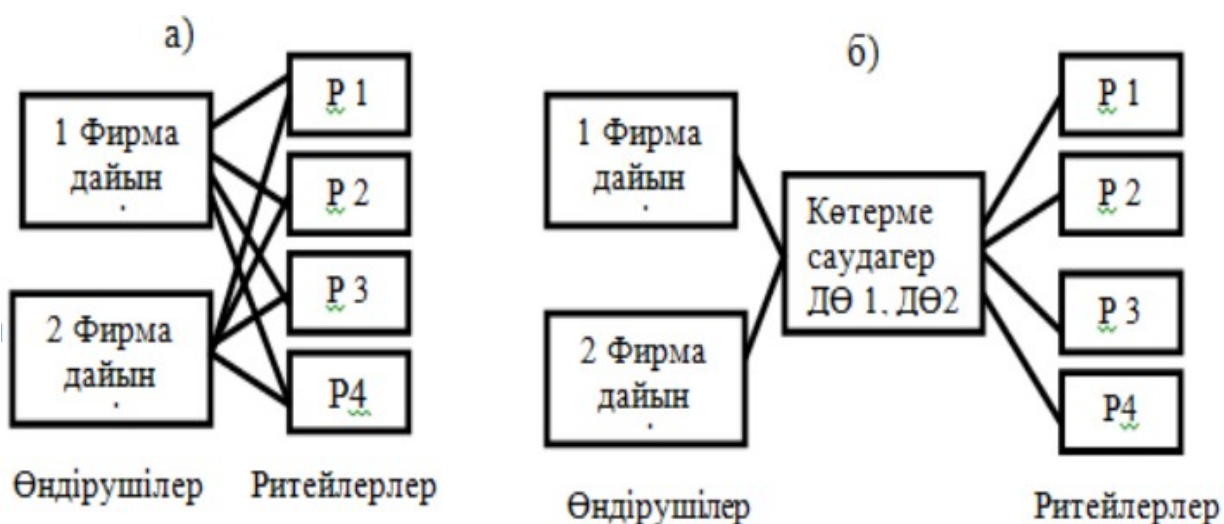 а)
1 Фирма
дайын
.
2 Фирма
дайын
.
Р 1
Р 2
Р 3
Р4
Өндірушілер
Ритейлерлер
б)
1 Фирма
дайын
.
2 Фирма
дайын
.
Көтерме
саудагер
ДӨ 1, ДӨ2
Р 1
Р 2
Р 3
Р4
Өндірушілер
Ритейлерлер